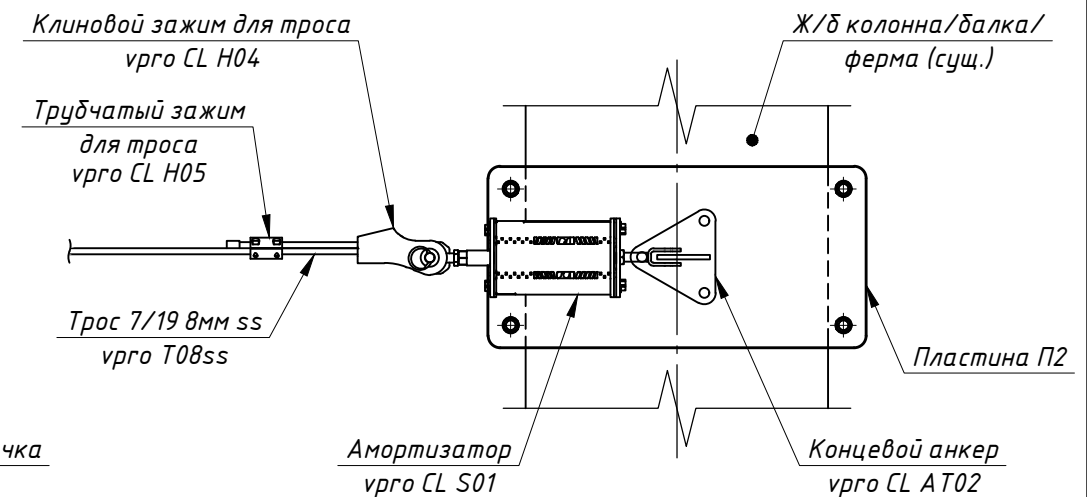 Клиновой зажим для троса
vpro CL H04
Трубчатый зажим
для троса
vpro CL H05
Трос 7/19 8мм ss
vpro T08ss
Ж/б колонна/балка/
ферма (сущ.)
Пластина П2
чка
Амортизатор
vpro CL S01
Концевой анкер
vpro CL AT02